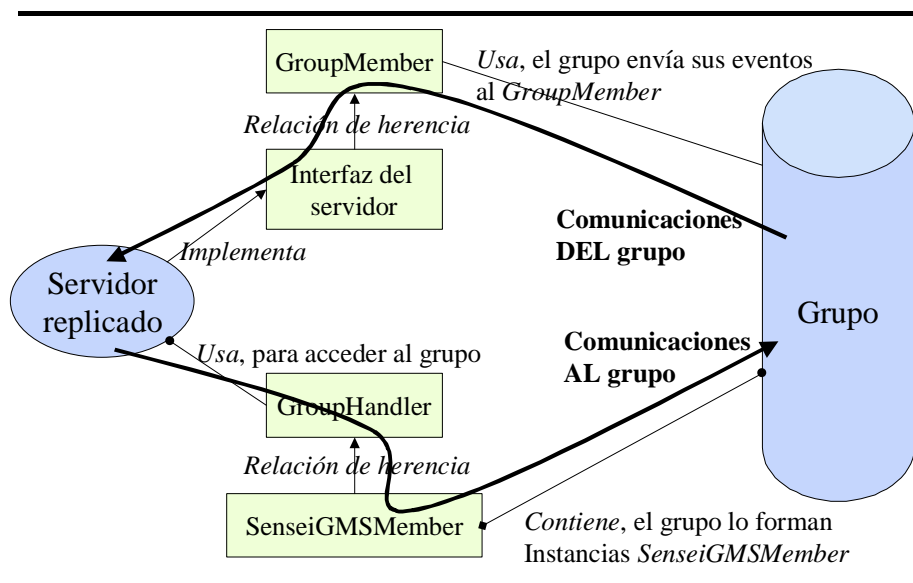 GroupMember
Usa, el grupo envía sus eventos
al GroupMember
Relación de herencia
Interfaz del
servidor
Comunicaciones
DEL grupo
Implementa
Servidor
replicado
Grupo
Comunicaciones
AL grupo
Usa, para acceder al grupo
GroupHandler
Relación de herencia
SenseiGMSMember
Contiene, el grupo lo forman
Instancias SenseiGMSMember